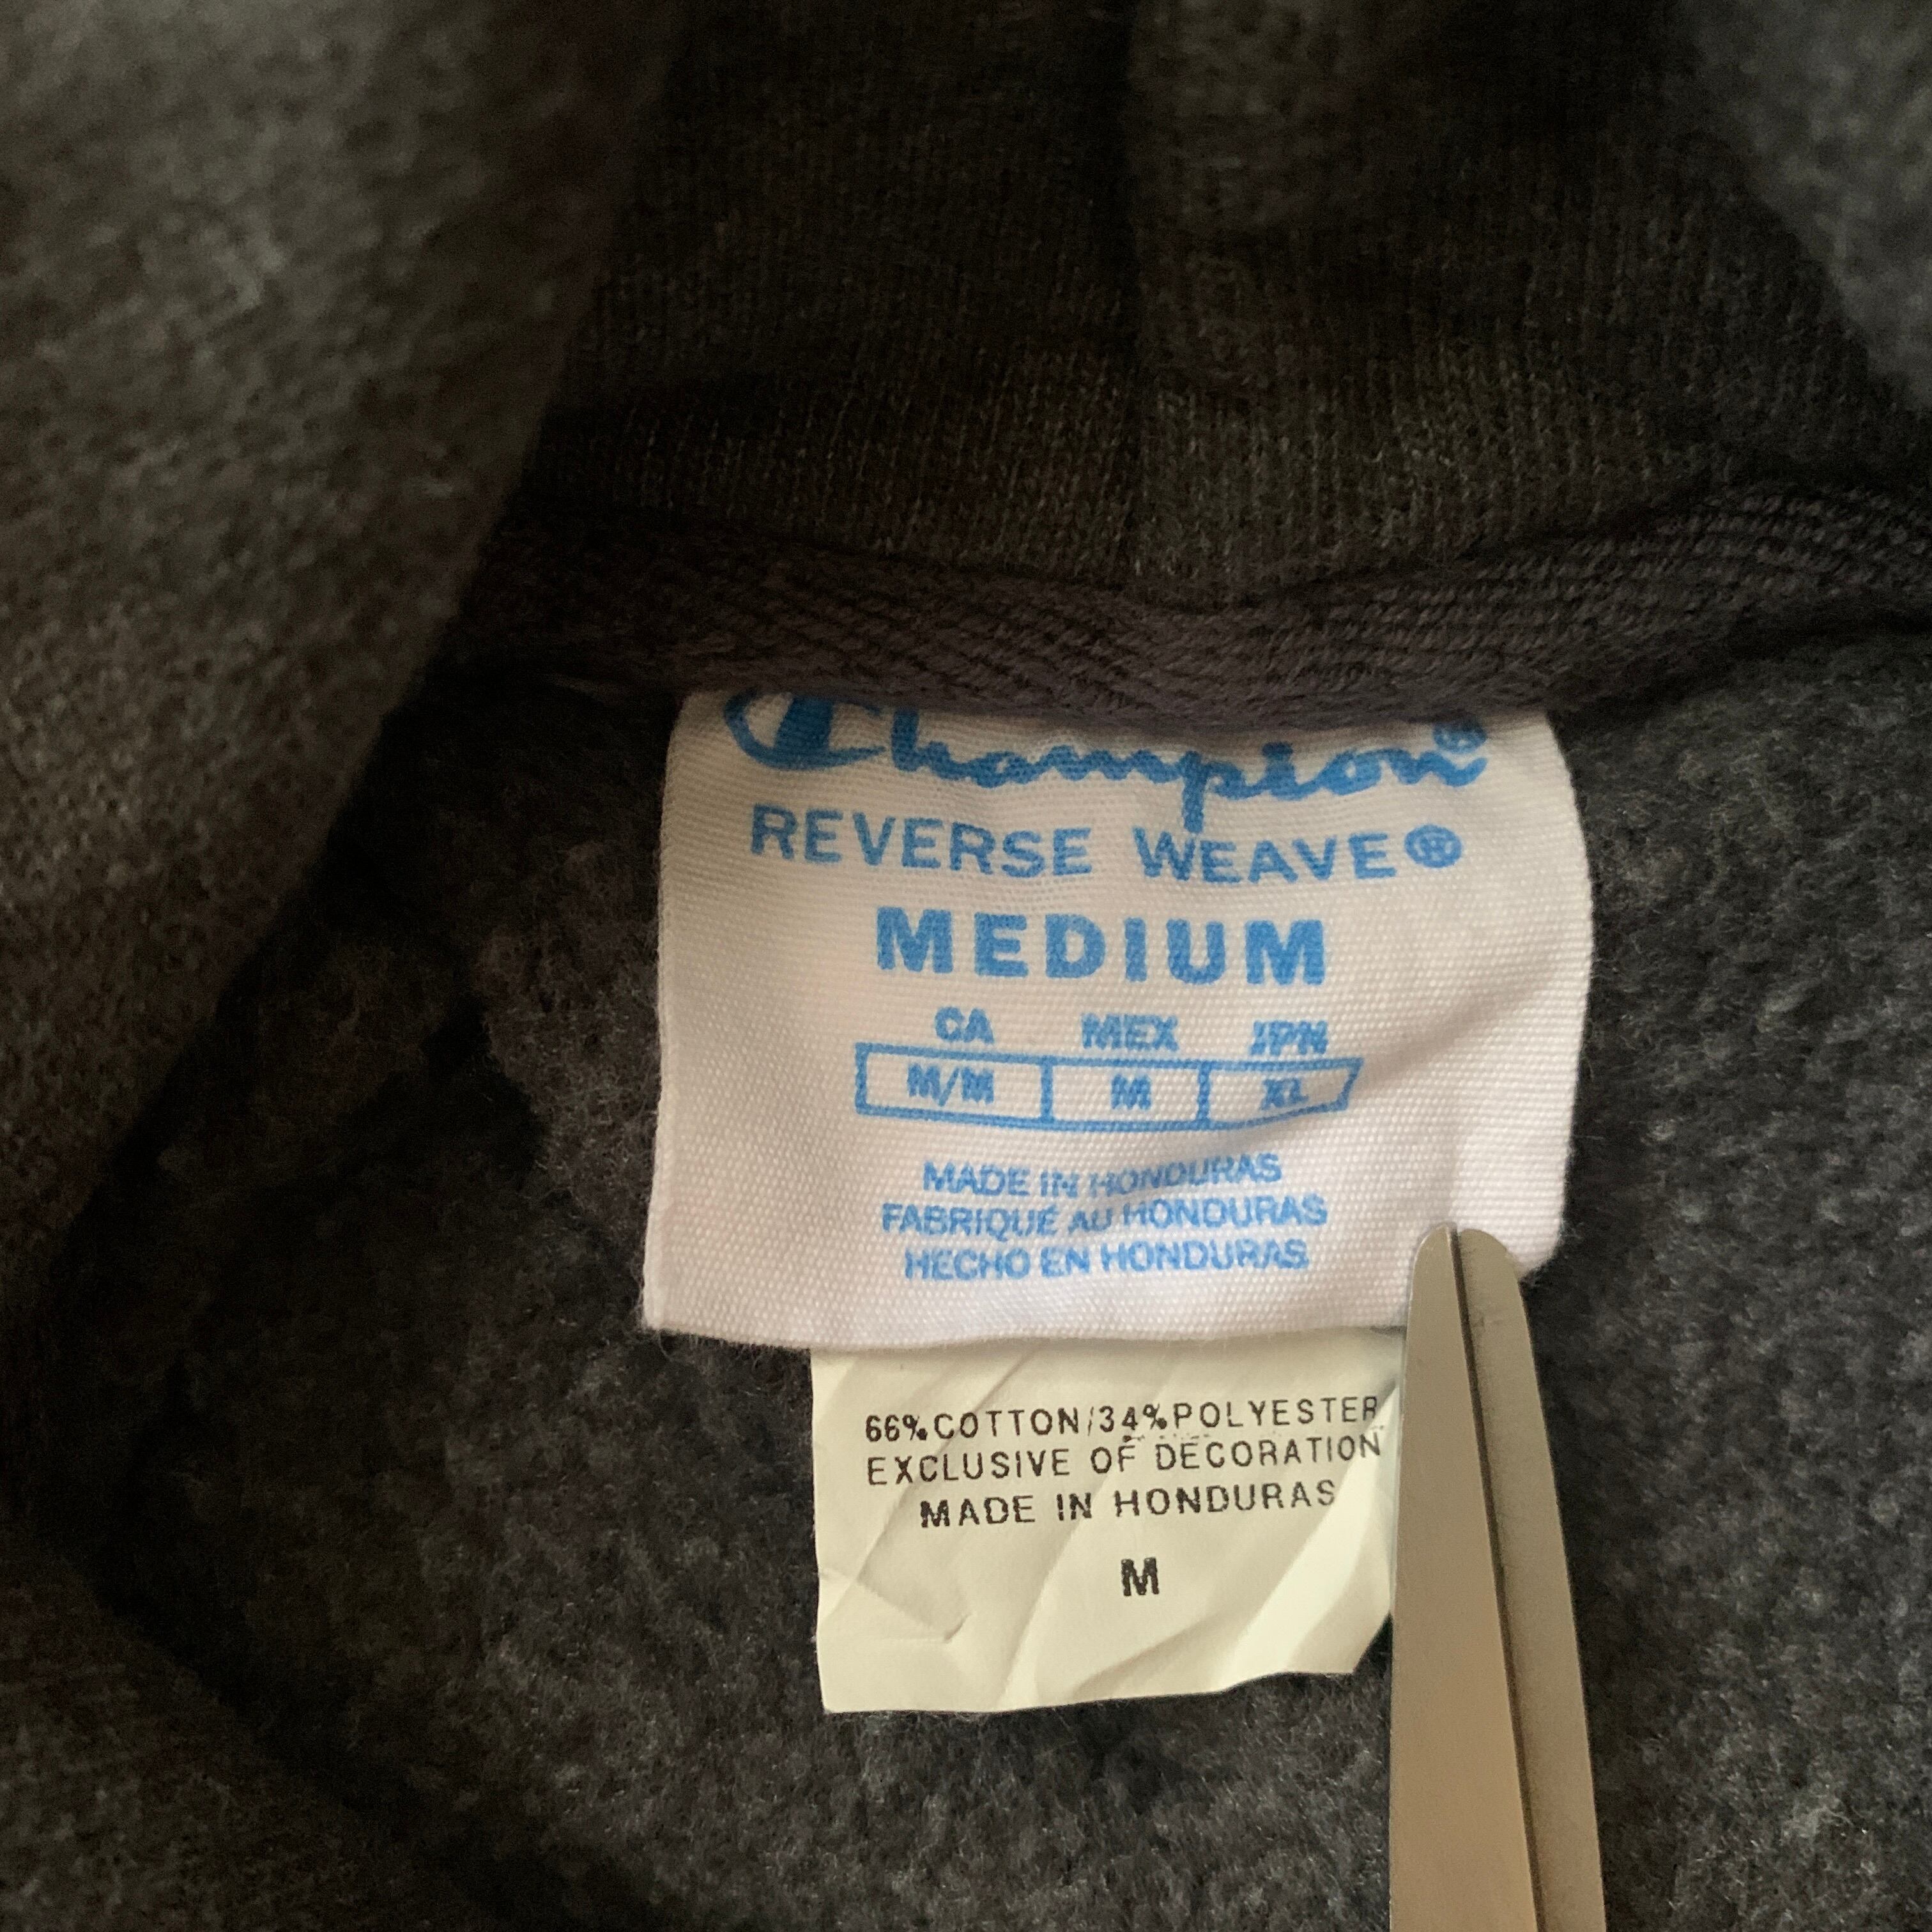 Champion®
REVERSE WEAVE®
MEDIUM
CA MEX JPN
M/M M XL
MADE IN HONDURAS
FABRIQUÉ AU HONDURAS
HECHO EN HONDURAS
66%COTTON/34%POLYESTER
EXCLUSIVE OF DECORATION
MADE IN HONDURAS
M